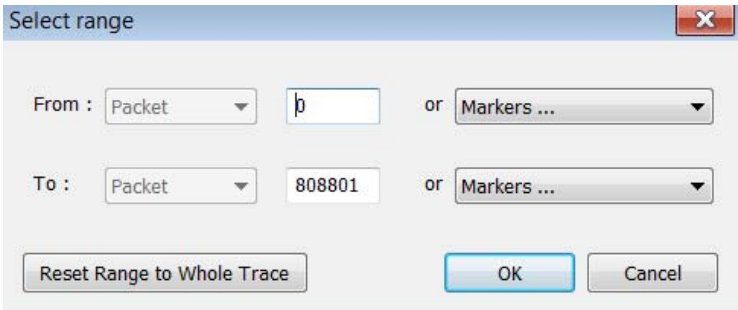 Select range
From : Packet 0 or Markers ...
To : Packet 808801 or Markers ...
Reset Range to Whole Trace OK Cancel